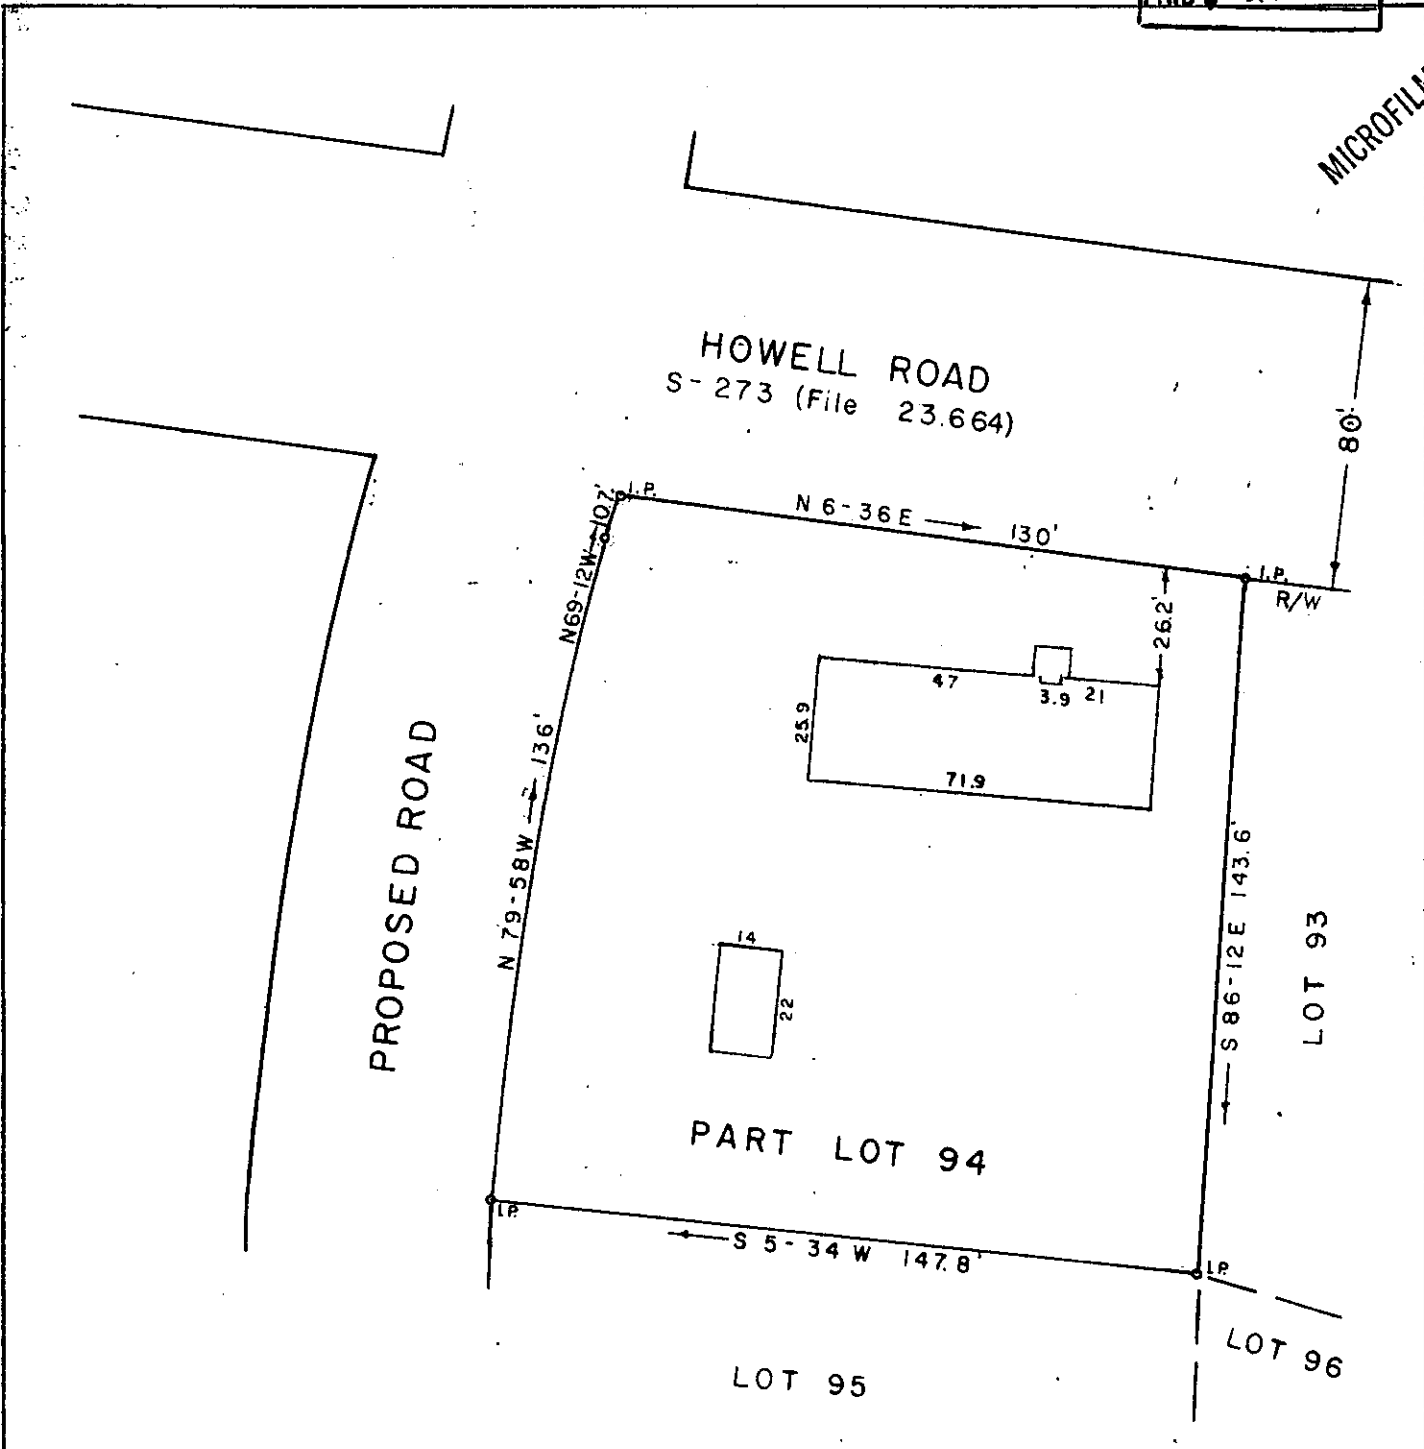 MICROFILM
HOWELL ROAD
S-273 (File 23.664)
80'
I.P.
N 6-36 E 130'
I.P.
R/W
N69-12W 10.7'
26.2'
47
3.9
21
25.9
71.9
N 79-58W 136'
PROPOSED ROAD
S 86-12 E 143.6'
LOT 93
14
22
PART LOT 94
I.P.
S 5-34 W 147.8'
I.P.
LOT 96
LOT 95